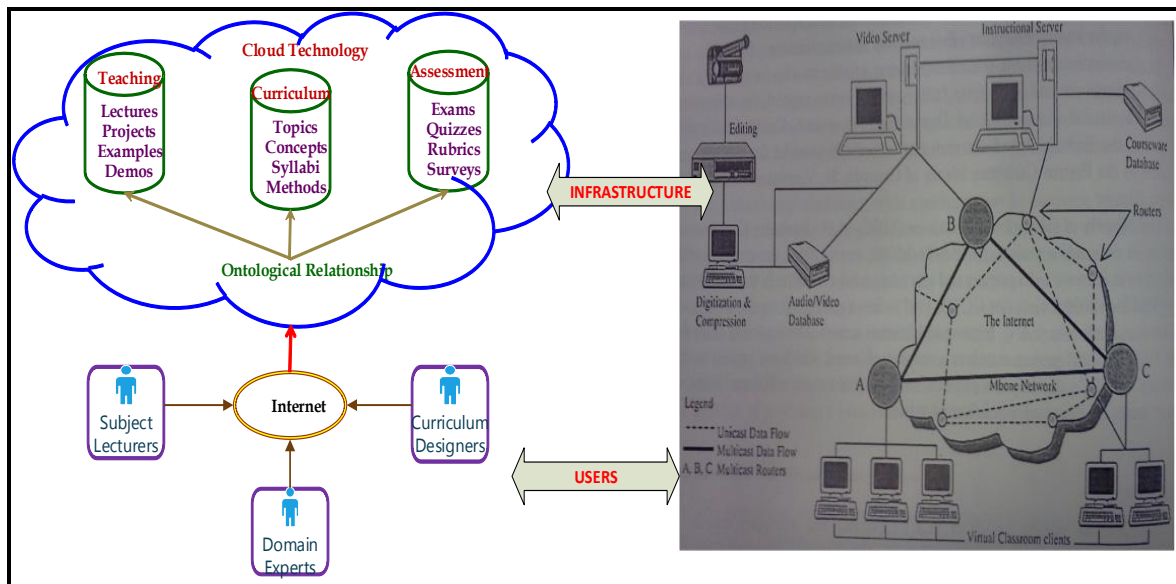 Cloud Technology
Teaching
Lectures
Projects
Examples
Demos
Curriculum
Topics
Concepts
Syllabi
Methods
Assessment
Exams
Quizzes
Rubrics
Surveys
Ontological Relationship
Internet
Subject
Lecturers
Curriculum
Designers
Domain
Experts
INFRASTRUCTURE
USERS
Video Server
Instructional Server
Editing
Courseware
Database
Routers
B
Digitization &
Compression
Audio/Video
Database
The Internet
A
C
Mbone Network
Legend
Unicast Data Flow
Multicast Data Flow
A, B, C Multicast Routers
Virtual Classroom clients